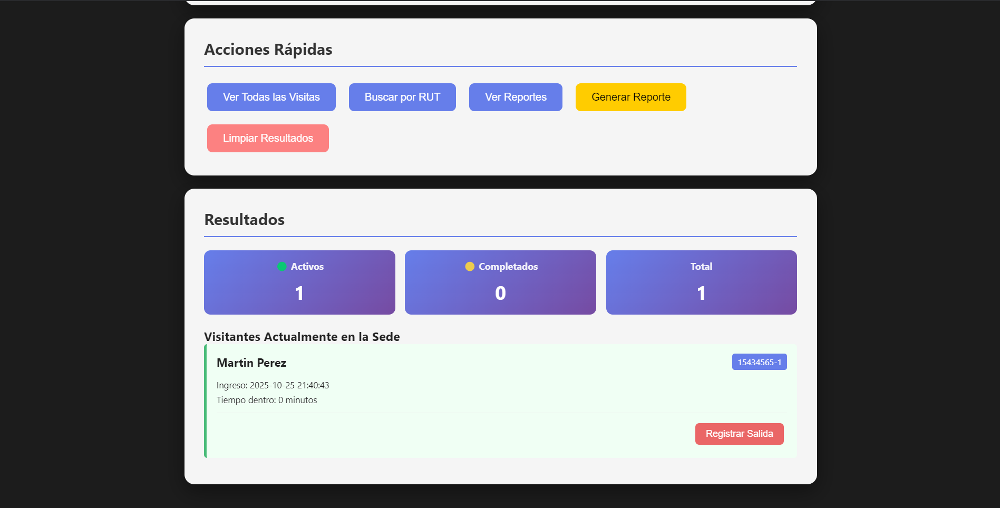 Acciones Rápidas
Ver Todas las Visitas
Buscar por RUT
Ver Reportes
Generar Reporte
Limpiar Resultados
Resultados
Activos
1
Completados
0
Total
1
Visitantes Actualmente en la Sede
Martin Perez
15434565-1
Ingreso: 2025-10-25 21:40:43
Tiempo dentro: 0 minutos
Registrar Salida